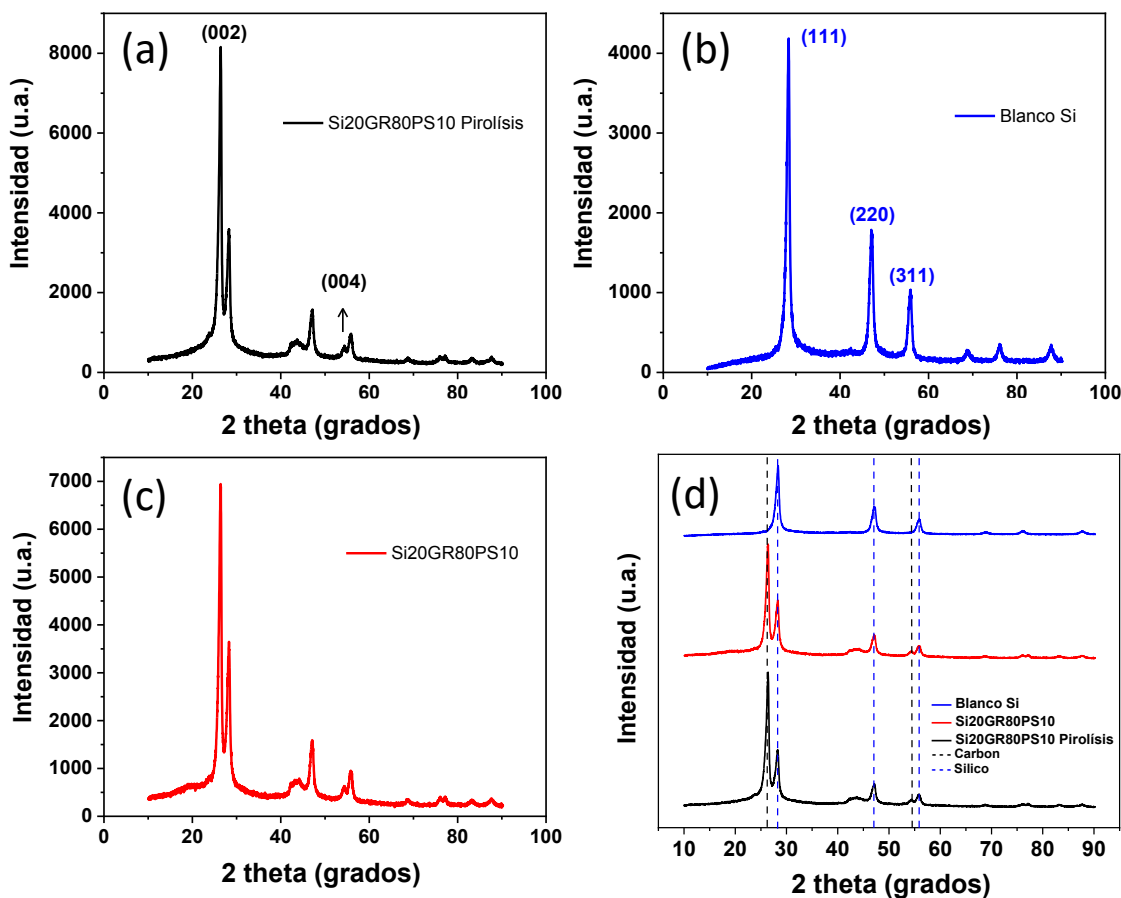 (a)
(002)
Si20GR80PS10 Pirolísis
(004)
8000
6000
4000
2000
0
0 20 40 60 80 100
Intensidad (u.a.)
2 theta (grados)
(b)
(111)
Blanco Si
(220)
(311)
4000
3000
2000
1000
0
0 20 40 60 80 100
Intensidad (u.a.)
2 theta (grados)
(c)
Si20GR80PS10
7000
6000
5000
4000
3000
2000
1000
0
0 20 40 60 80 100
Intensidad (u.a.)
2 theta (grados)
(d)
Blanco Si
Si20GR80PS10
Si20GR80PS10 Pirolísis
Carbon
Silico
10 20 30 40 50 60 70 80 90
Intensidad (u.a.)
2 theta (grados)